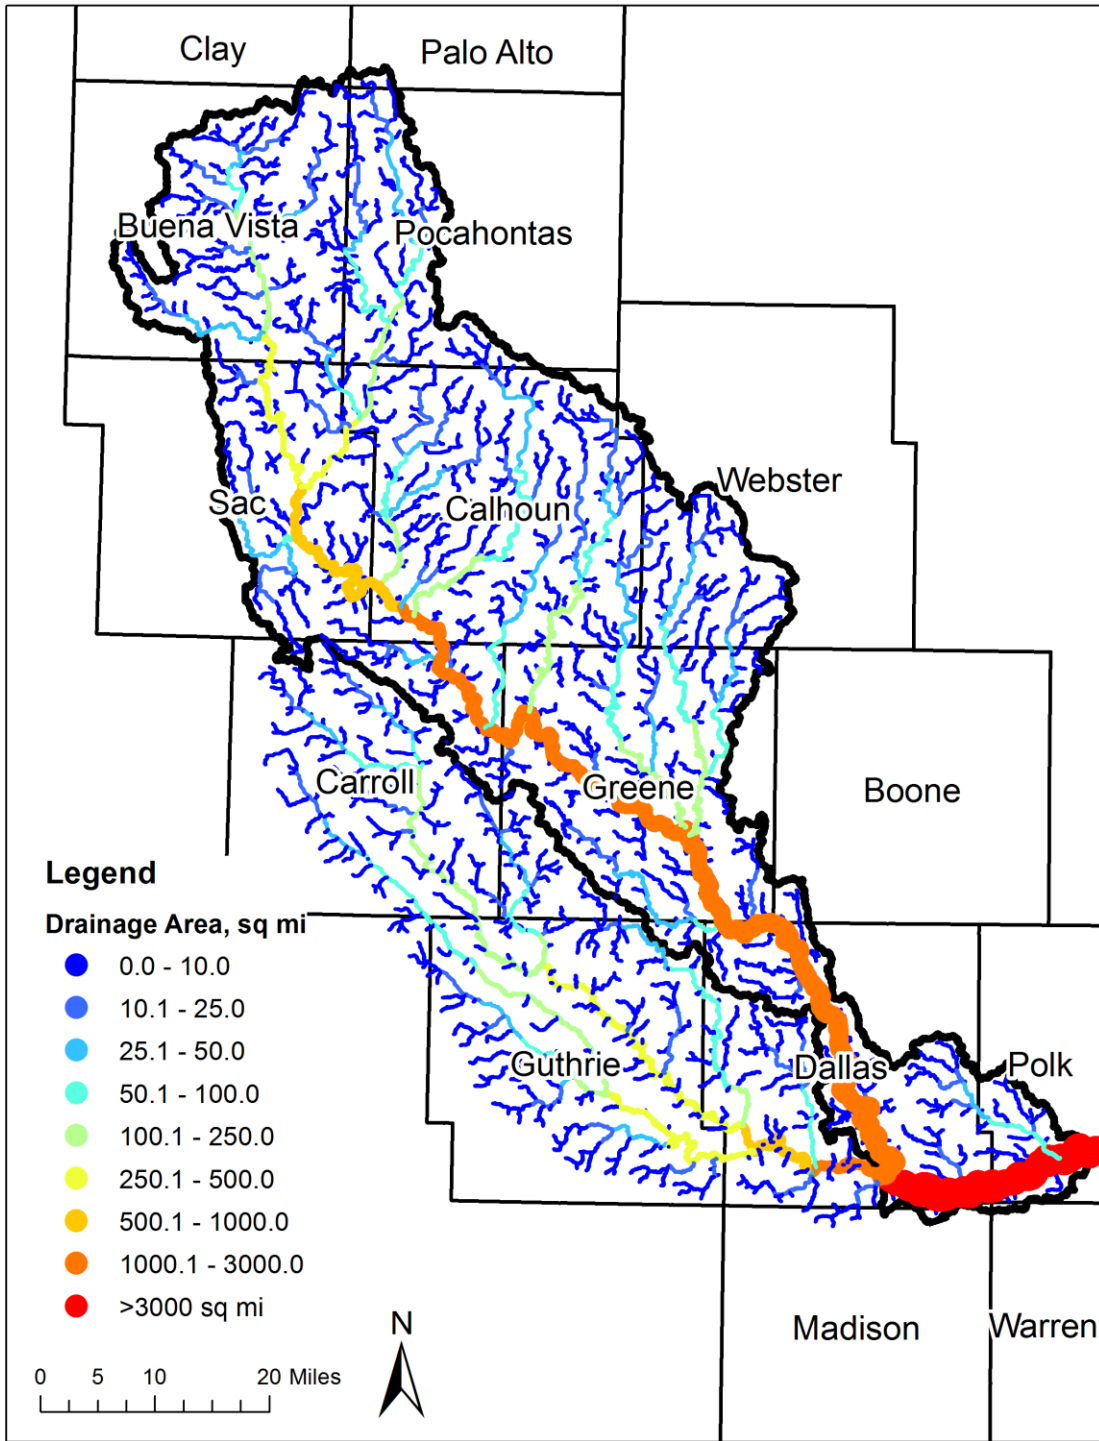 Clay
Palo Alto
Buena Vista
Pocahontas
Webster
Sac
Calhoun
Carroll
Greene
Boone
Legend
Drainage Area, sq mi
0.0 - 10.0
10.1 - 25.0
25.1 - 50.0
50.1 - 100.0
100.1 - 250.0
250.1 - 500.0
500.1 - 1000.0
1000.1 - 3000.0
>3000 sq mi
Guthrie
Dallas
Polk
Madison
Warren
N
0 5 10 20 Miles